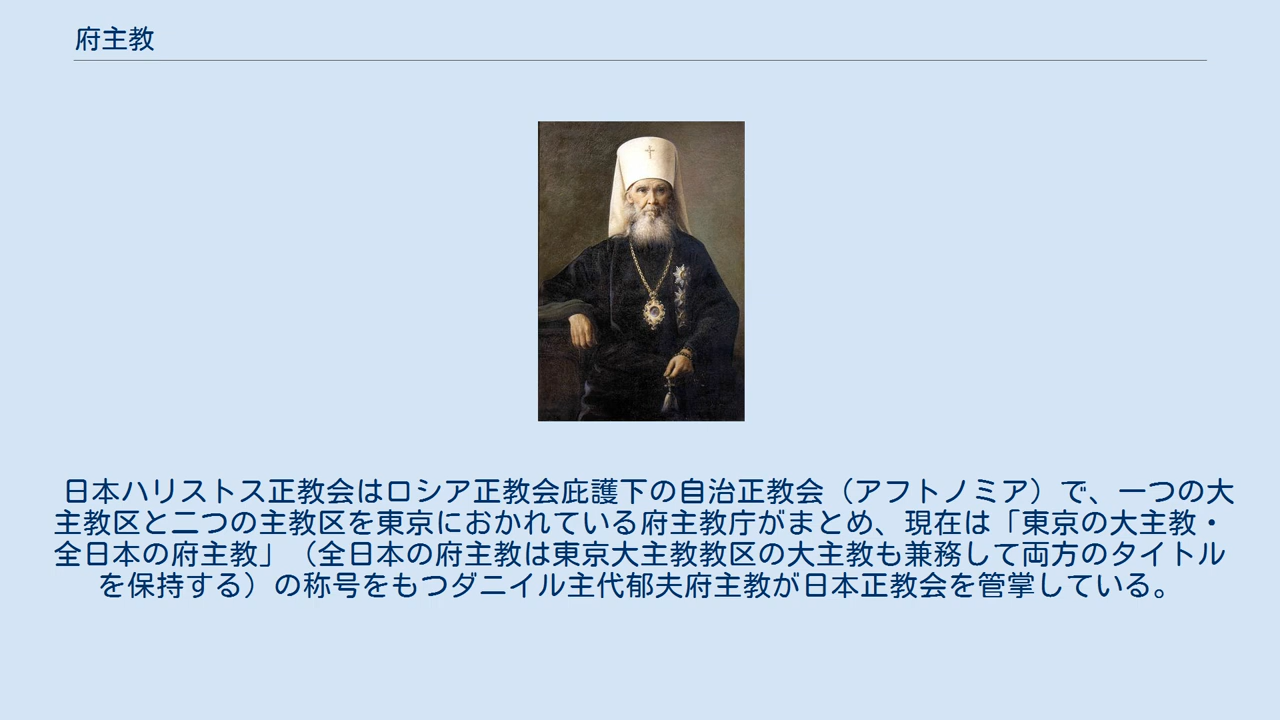 府主教
日本ハリストス正教会はロシア正教会庇護下の自治正教会（アフトノミア）で、一つの大
主教区と二つの主教区を東京におかれている府主教庁がまとめ、現在は「東京の大主教・
全日本の府主教」（全日本の府主教は東京大主教教区の大主教も兼務して両方のタイトル
を保持する）の称号をもつダニイル主代郁夫府主教が日本正教会を管掌している。